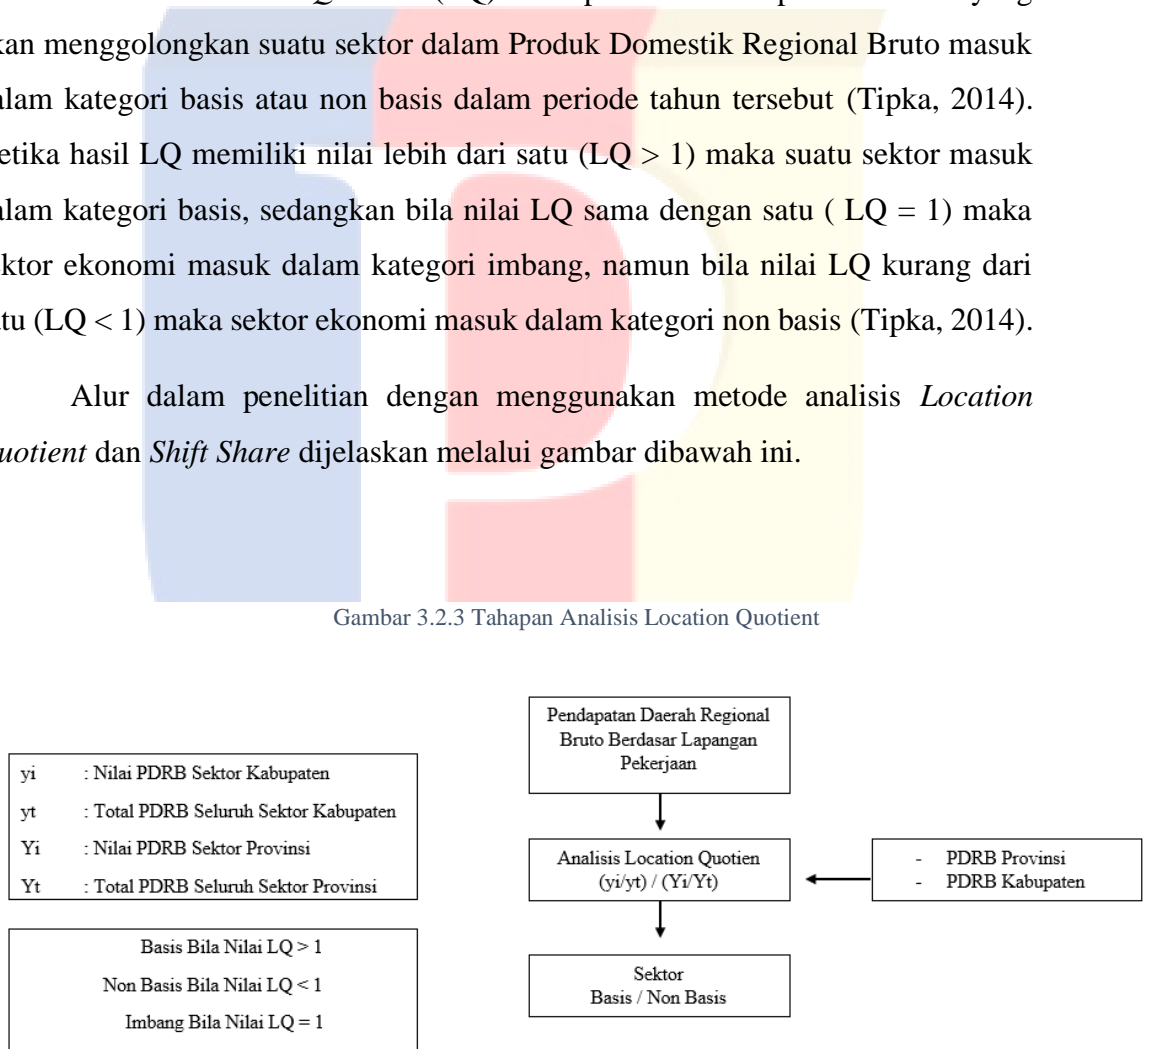 (LQ) yang
kan menggolongkan suatu sektor dalam Produk Domestik Regional Bruto masuk
alam kategori basis atau non basis dalam periode tahun tersebut (Tipka, 2014).
etika hasil LQ memiliki nilai lebih dari satu (LQ > 1) maka suatu sektor masuk
alam kategori basis, sedangkan bila nilai LQ sama dengan satu ( LQ = 1) maka
ktor ekonomi masuk dalam kategori imbang, namun bila nilai LQ kurang dari
tu (LQ < 1) maka sektor ekonomi masuk dalam kategori non basis (Tipka, 2014).
Alur dalam penelitian dengan menggunakan metode analisis Location
uotient dan Shift Share dijelaskan melalui gambar dibawah ini.
Gambar 3.2.3 Tahapan Analisis Location Quotient
yi : Nilai PDRB Sektor Kabupaten
yt : Total PDRB Seluruh Sektor Kabupaten
Yi : Nilai PDRB Sektor Provinsi
Yt : Total PDRB Seluruh Sektor Provinsi
Basis Bila Nilai LQ > 1
Non Basis Bila Nilai LQ < 1
Imbang Bila Nilai LQ = 1
Pendapatan Daerah Regional
Bruto Berdasar Lapangan
Pekerjaan
Analisis Location Quotien
(yi/yt) / (Yi/Yt)
- PDRB Provinsi
- PDRB Kabupaten
Sektor
Basis / Non Basis